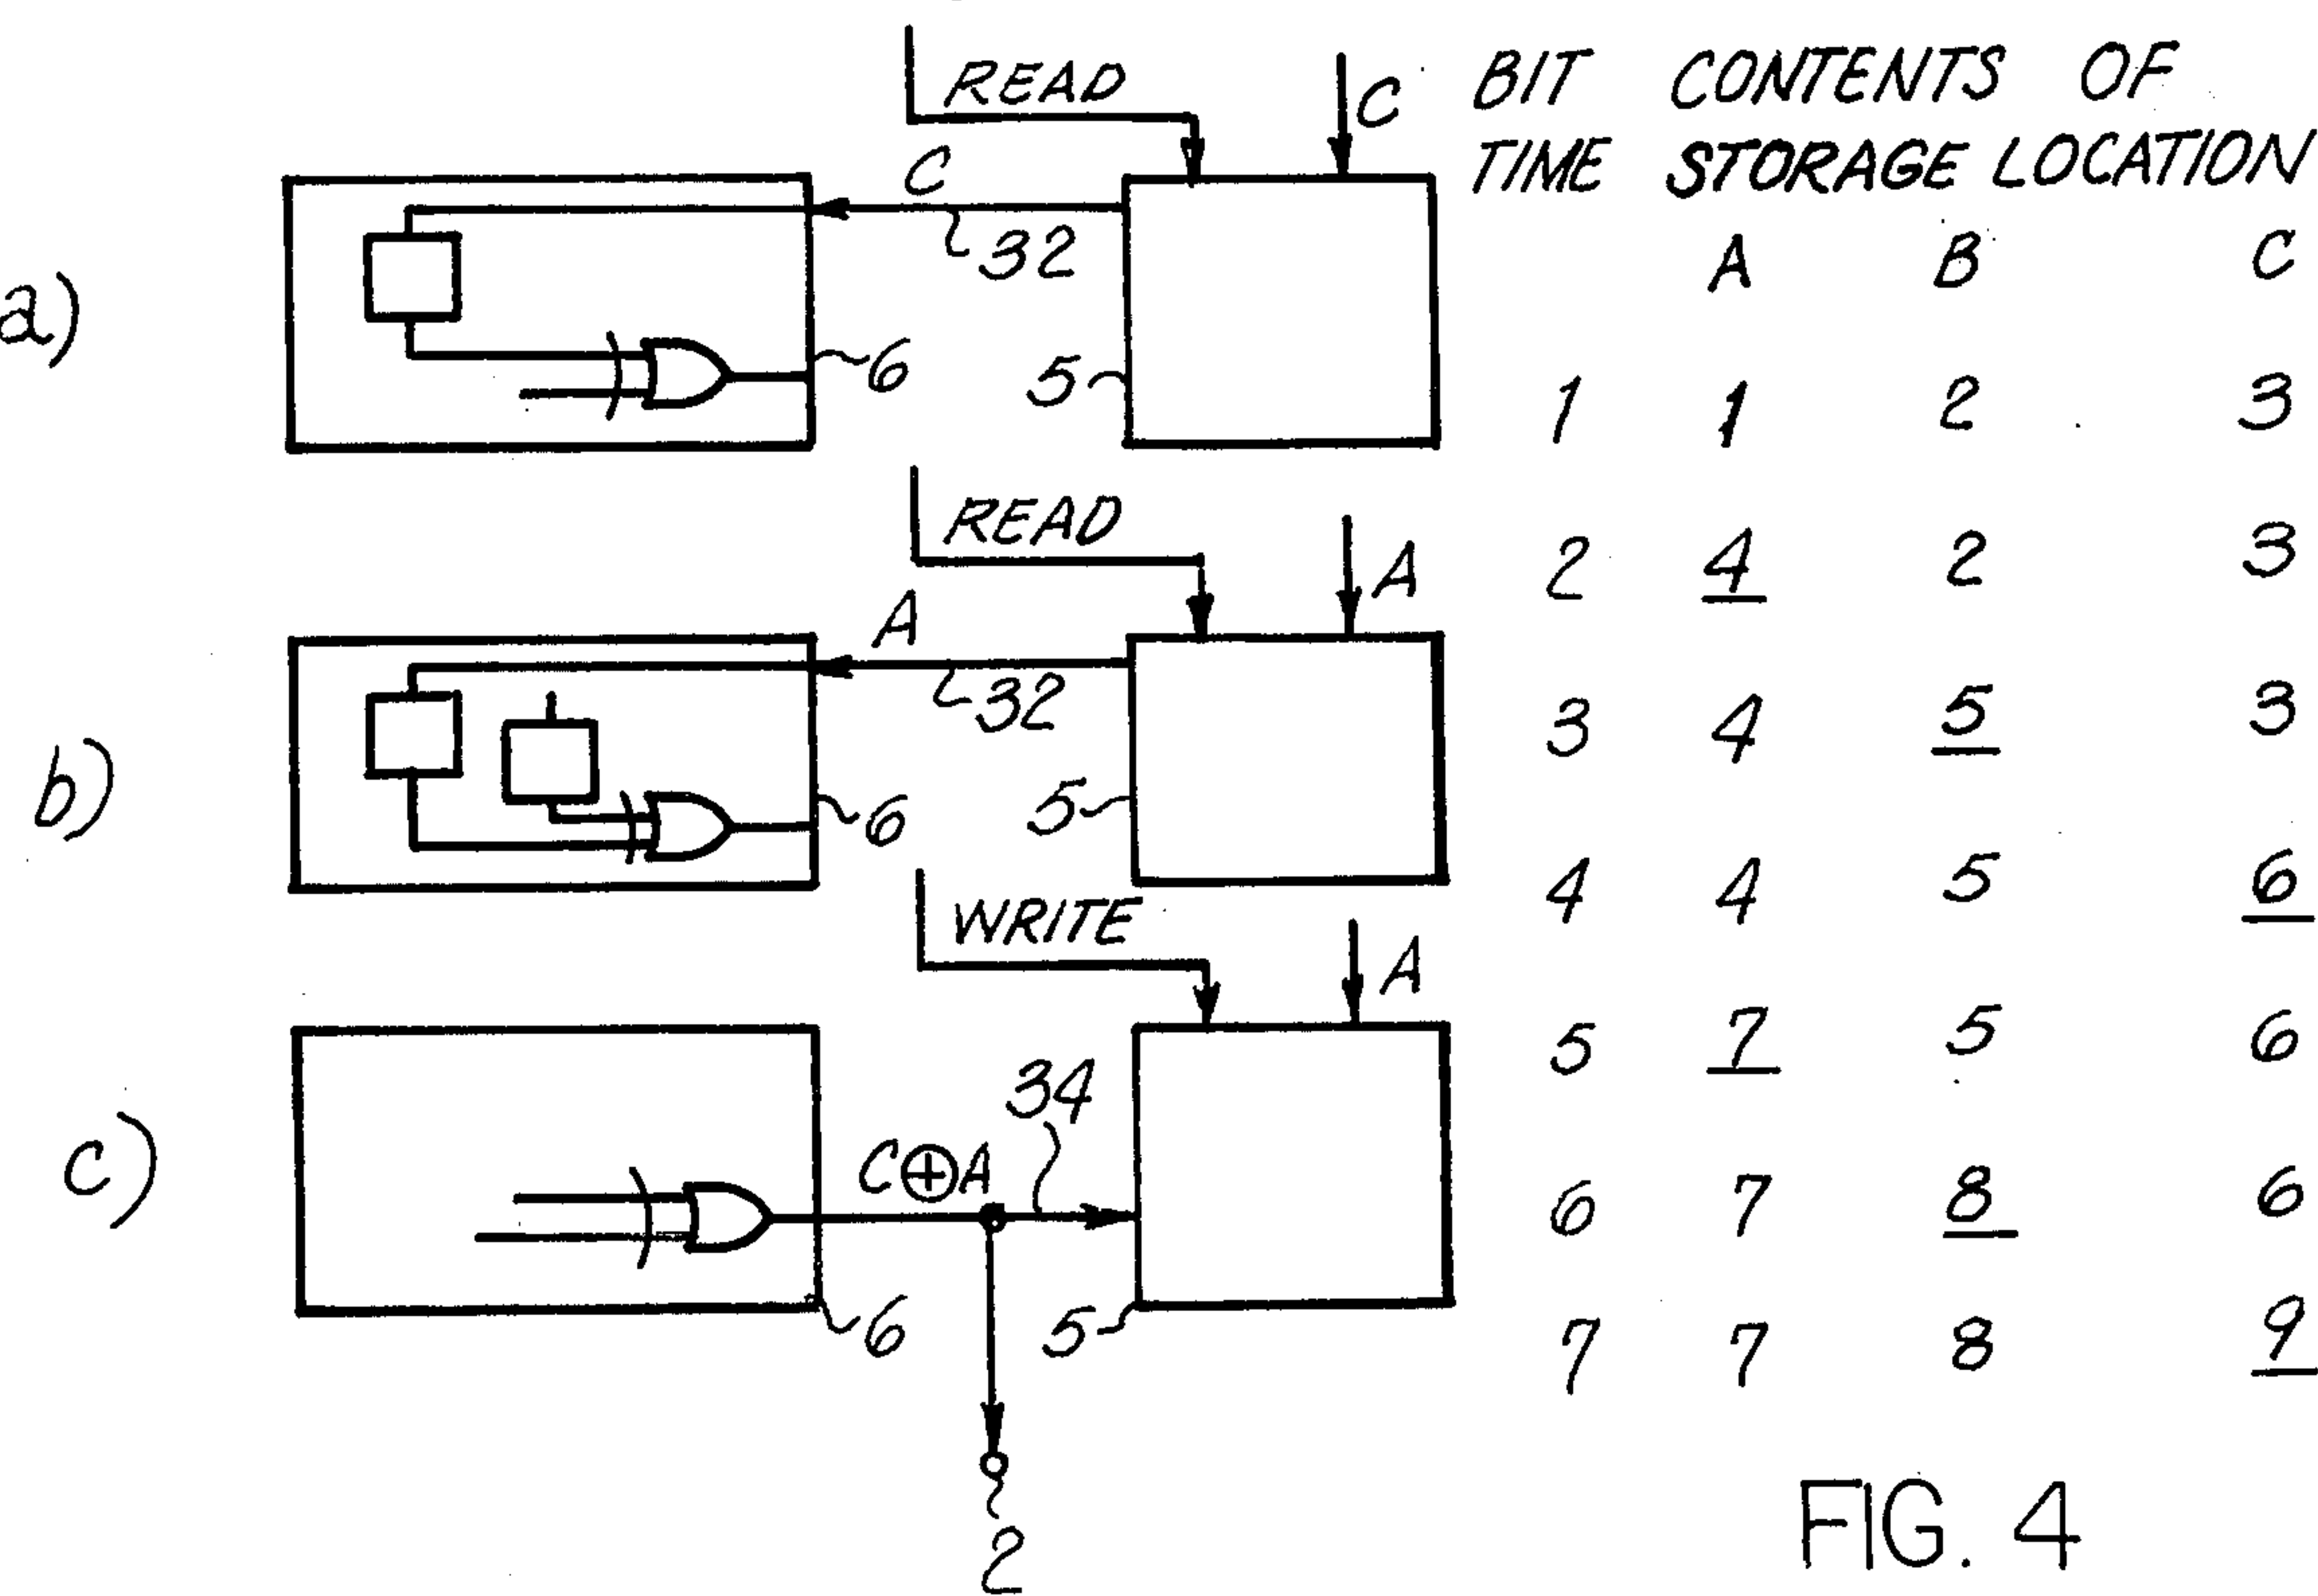 READ C
C
32
a)
6
5
READ A
A
32
b)
6
5
WRITE A
34
C⊕A
c)
6
5
2
BIT CONTENTS OF
TIME STORAGE LOCATION
A B C
1 1 2 3
2 4 2 3
3 4 5 3
4 4 5 6
5 7 5 6
6 7 8 6
7 7 8 9
FIG. 4